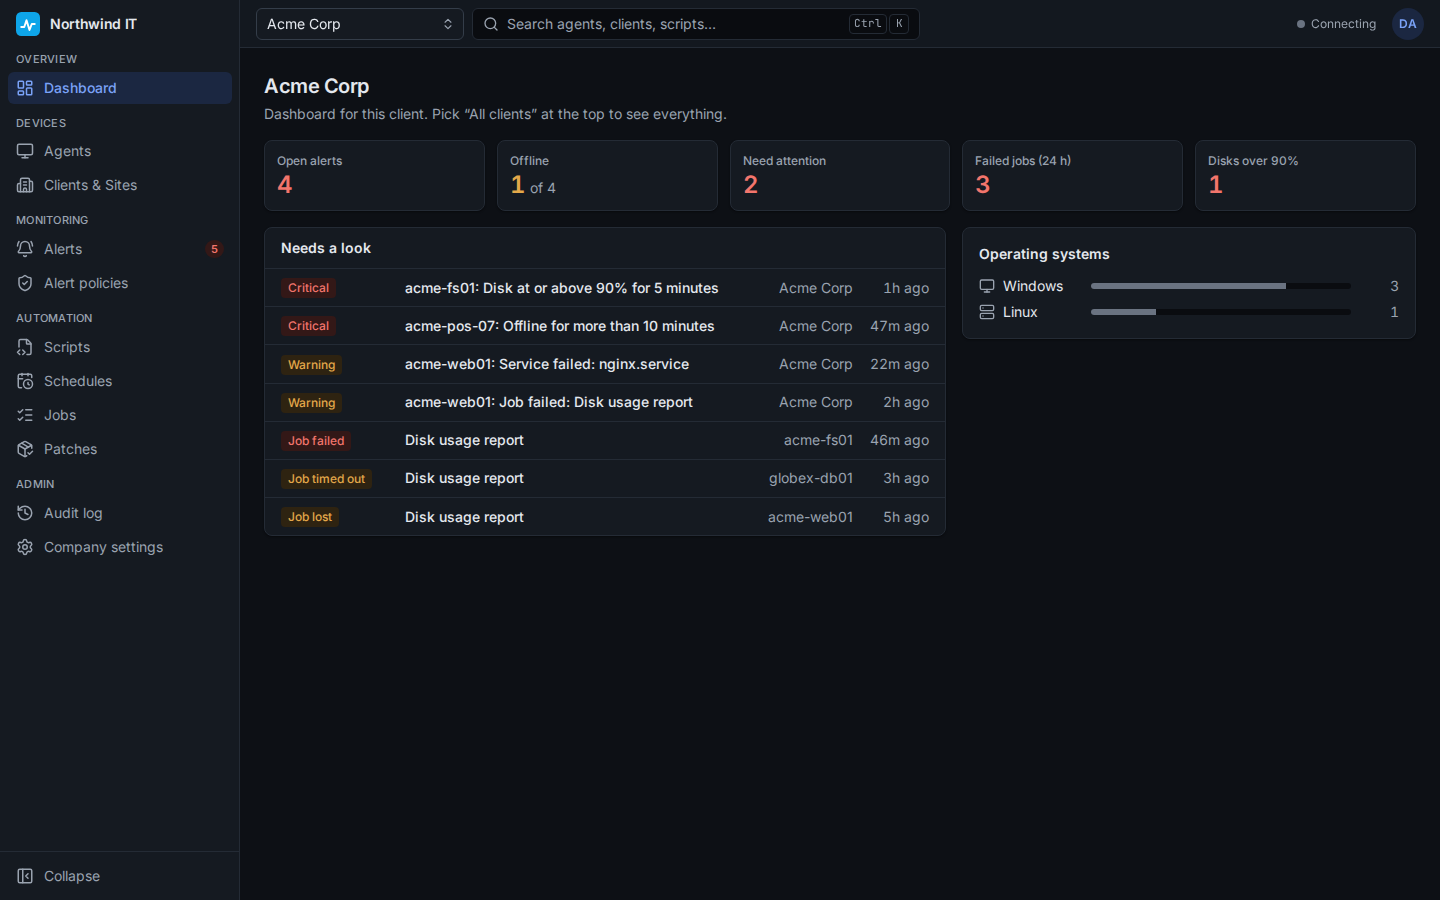 Northwind IT
Acme Corp
Search agents, clients, scripts...
Ctrl K
Connecting
DA
OVERVIEW
Dashboard
DEVICES
Agents
Clients & Sites
MONITORING
Alerts 5
Alert policies
AUTOMATION
Scripts
Schedules
Jobs
Patches
ADMIN
Audit log
Company settings
Collapse
Acme Corp
Dashboard for this client. Pick “All clients” at the top to see everything.
Open alerts
4
Offline
1 of 4
Need attention
2
Failed jobs (24 h)
3
Disks over 90%
1
Needs a look
Critical acme-fs01: Disk at or above 90% for 5 minutes Acme Corp 1h ago
Critical acme-pos-07: Offline for more than 10 minutes Acme Corp 47m ago
Warning acme-web01: Service failed: nginx.service Acme Corp 22m ago
Warning acme-web01: Job failed: Disk usage report Acme Corp 2h ago
Job failed Disk usage report acme-fs01 46m ago
Job timed out Disk usage report globex-db01 3h ago
Job lost Disk usage report acme-web01 5h ago
Operating systems
Windows 3
Linux 1